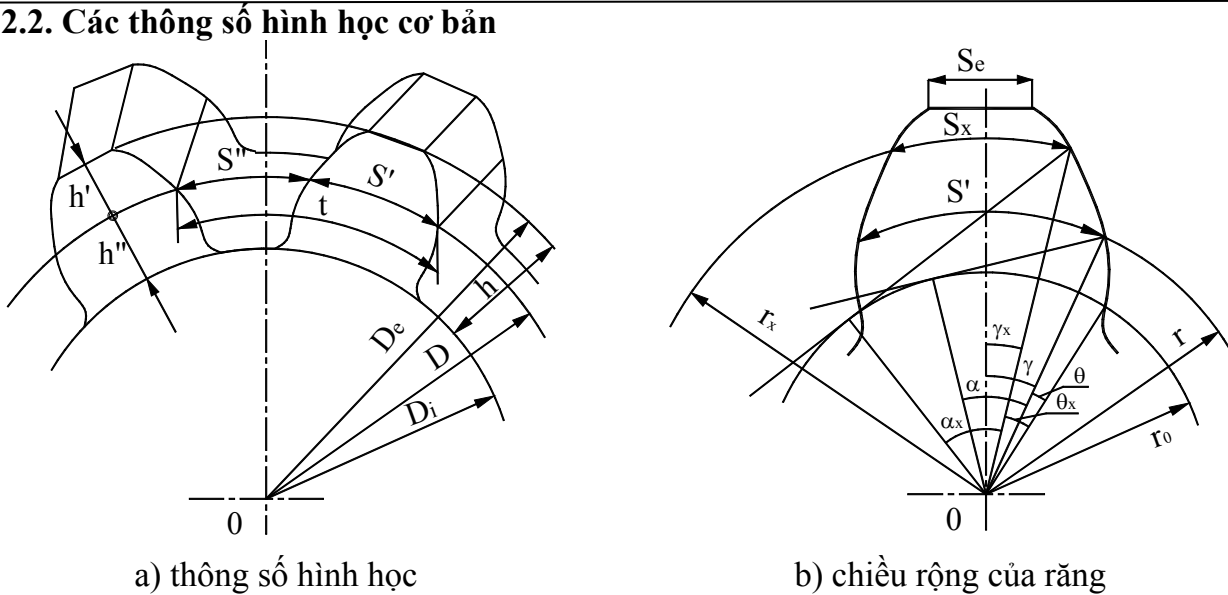 2.2. Các thông số hình học cơ bản
S"
S'
t
h'
h"
h
De
D
Di
0
a) thông số hình học
Se
Sx
S'
rx
r
γx
γ
α
θ
θx
αx
r0
0
b) chiều rộng của răng